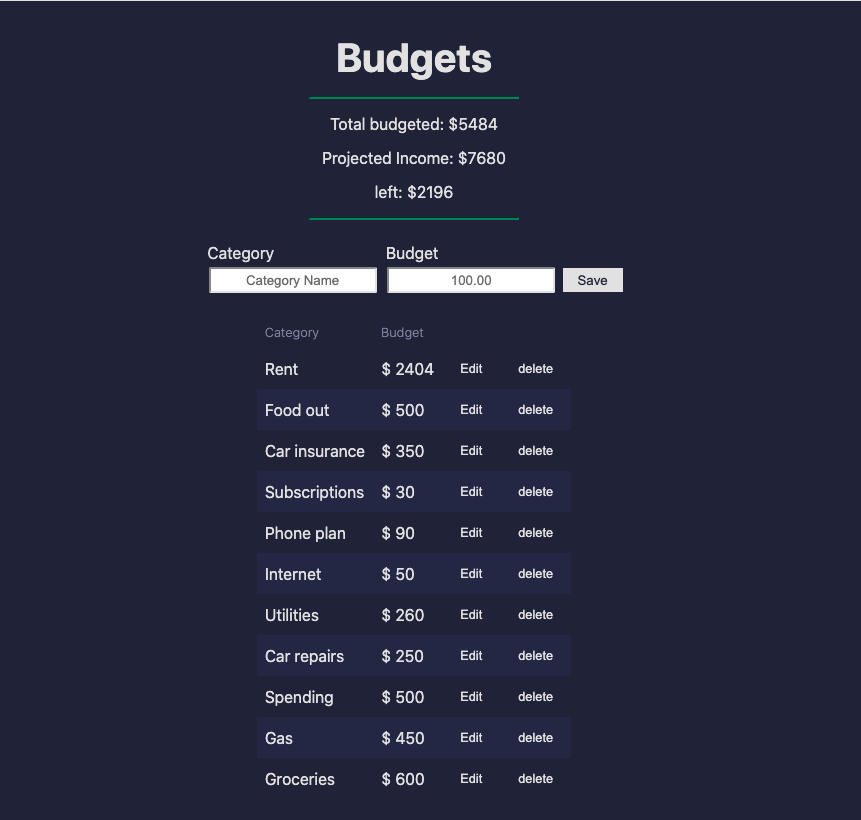 Budgets
Total budgeted: $5484
Projected Income: $7680
left: $2196
Category Budget
Category Name 100.00 Save
Category Budget
Rent $ 2404 Edit delete
Food out $ 500 Edit delete
Car insurance $ 350 Edit delete
Subscriptions $ 30 Edit delete
Phone plan $ 90 Edit delete
Internet $ 50 Edit delete
Utilities $ 260 Edit delete
Car repairs $ 250 Edit delete
Spending $ 500 Edit delete
Gas $ 450 Edit delete
Groceries $ 600 Edit delete